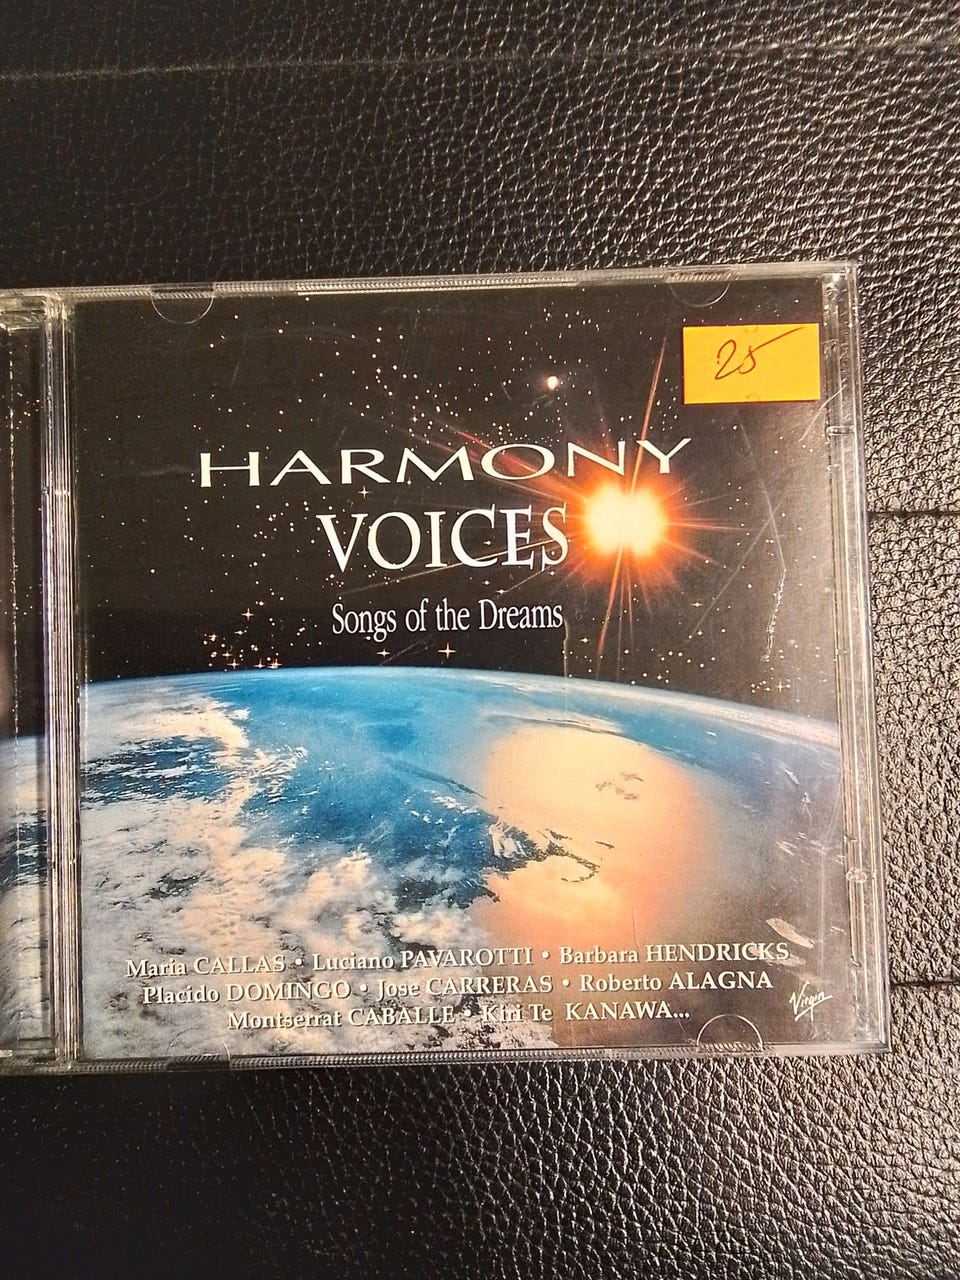 25
HARMONY
VOICES
Songs of the Dreams
Maria CALLAS • Luciano PAVAROTTI • Barbara HENDRICKS
Placido DOMINGO • Jose CARRERAS • Roberto ALAGNA
Montserrat CABALLE • Kiri Te KANAWA...
Virgin